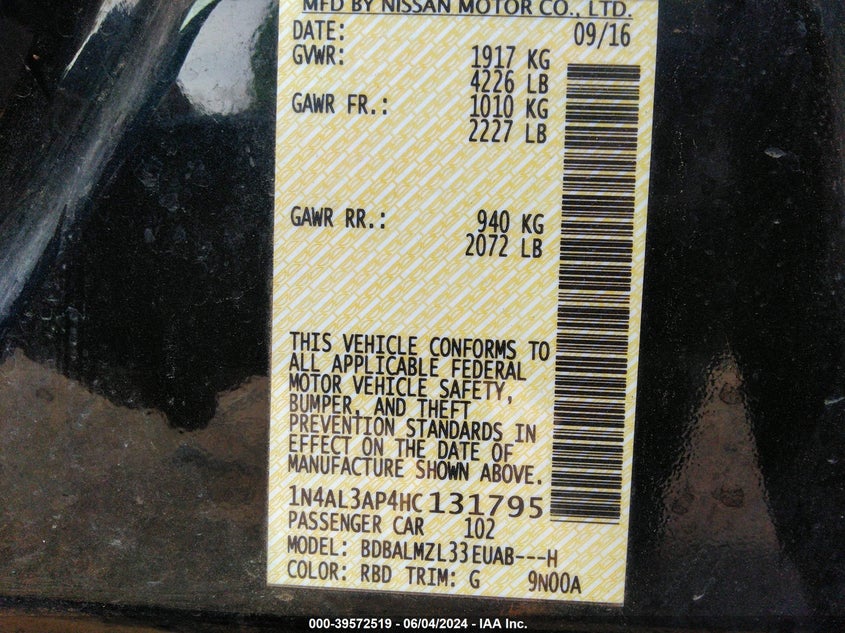 MFD BY NISSAN MOTOR CO., LTD.
DATE: 09/16
GVWR: 1917 KG
4226 LB
GAWR FR.: 1010 KG
2227 LB
GAWR RR.: 940 KG
2072 LB
THIS VEHICLE CONFORMS TO
ALL APPLICABLE FEDERAL
MOTOR VEHICLE SAFETY,
BUMPER, AND THEFT
PREVENTION STANDARDS IN
EFFECT ON THE DATE OF
MANUFACTURE SHOWN ABOVE.
1N4AL3AP4HC131795
PASSENGER CAR 102
MODEL: BDBALMZL33EUAB---H
COLOR: RBD TRIM: G 9N00A
000-39572519 - 06/04/2024 - IAA Inc.